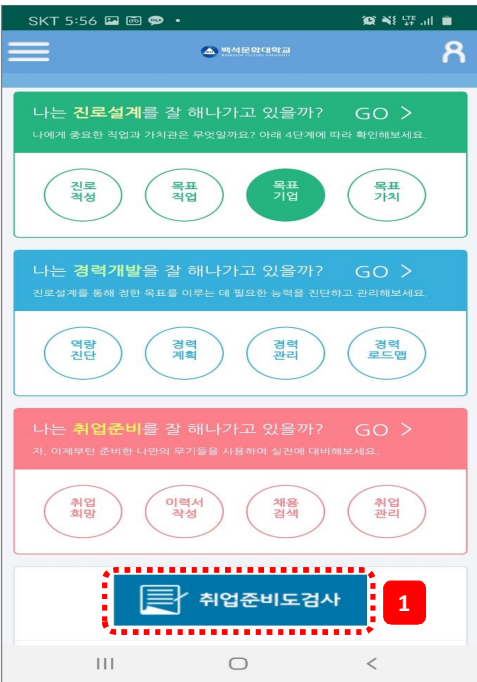 SKT 5:56
LTE
백석문화대학교
나는 진로설계를 잘 해나가고 있을까? GO >
나에게 중요한 직업과 가치관은 무엇일까요? 아래 4단계에 따라 확인해보세요.
진로
적성
목표
직업
목표
기업
목표
가치
나는 경력개발을 잘 해나가고 있을까? GO >
진로설계를 통해 정한 목표를 이루는 데 필요한 능력을 진단하고 관리해보세요.
역량
진단
경력
계획
경력
관리
경력
로드맵
나는 취업준비를 잘 해나가고 있을까? GO >
자, 이제부턴 준비한 나만의 무기들을 사용하여 실전에 대비해보세요.
취업
희망
이력서
작성
채용
검색
취업
관리
취업준비도검사
1